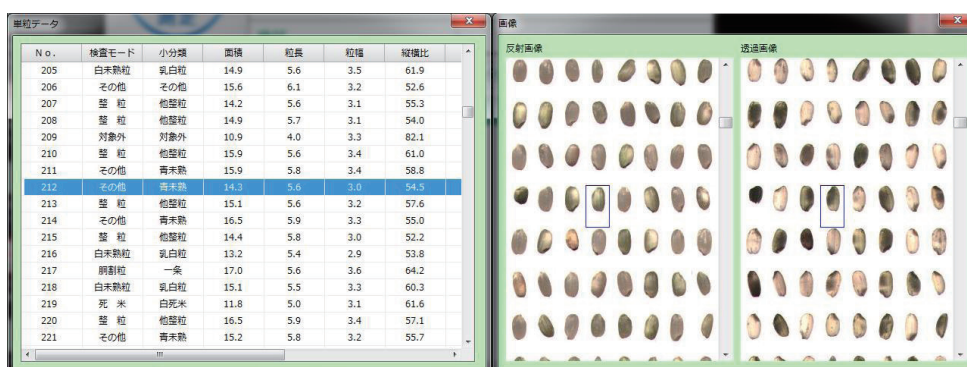 単粒データ
No. 検査モード 小分類 面積 粒長 粒幅 縦横比
205 白未熟粒 乳白粒 14.9 5.6 3.5 61.9
206 その他 その他 15.6 6.1 3.2 52.6
207 整 粒 他整粒 14.2 5.6 3.1 55.3
208 整 粒 他整粒 14.9 5.7 3.1 54.0
209 対象外 対象外 10.9 4.0 3.3 82.1
210 整 粒 他整粒 15.9 5.6 3.4 61.0
211 その他 青未熟 15.9 5.8 3.4 58.8
212 その他 青未熟 14.3 5.6 3.0 54.5
213 整 粒 他整粒 15.1 5.6 3.2 57.6
214 その他 青未熟 16.5 5.9 3.3 55.0
215 整 粒 他整粒 14.4 5.8 3.0 52.2
216 白未熟粒 乳白粒 13.2 5.4 2.9 53.8
217 胴割粒 一条 17.0 5.6 3.6 64.2
218 白未熟粒 乳白粒 15.1 5.5 3.3 60.3
219 死 米 白死米 11.8 5.0 3.1 61.6
220 整 粒 他整粒 16.5 5.9 3.4 57.1
221 その他 青未熟 15.2 5.8 3.2 55.7
画像
反射画像 透過画像